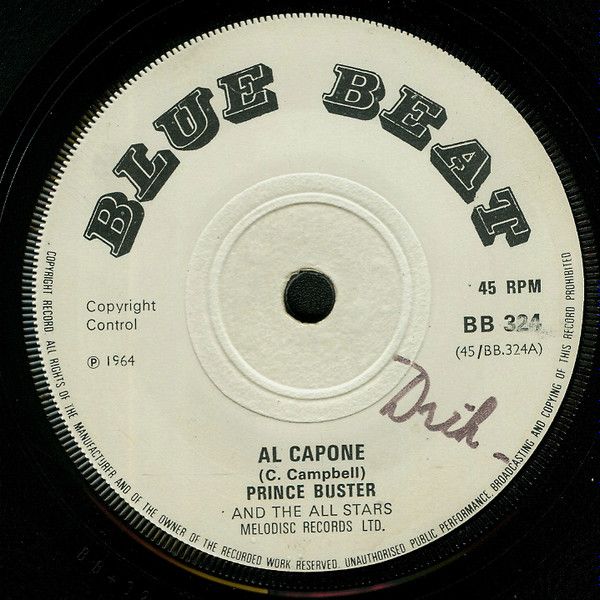 BLUE BEAT
45 RPM
Copyright
Control
BB 324
(45/BB.324A)
℗ 1964
AL CAPONE
(C. Campbell)
PRINCE BUSTER
AND THE ALL STARS
MELODISC RECORDS LTD.
COPYRIGHT RECORD. ALL RIGHTS OF THE MANUFACTURER AND OF THE OWNER OF THE RECORDED WORK RESERVED. UNAUTHORISED PUBLIC PERFORMANCE, BROADCASTING AND COPYING OF THIS RECORD PROHIBITED